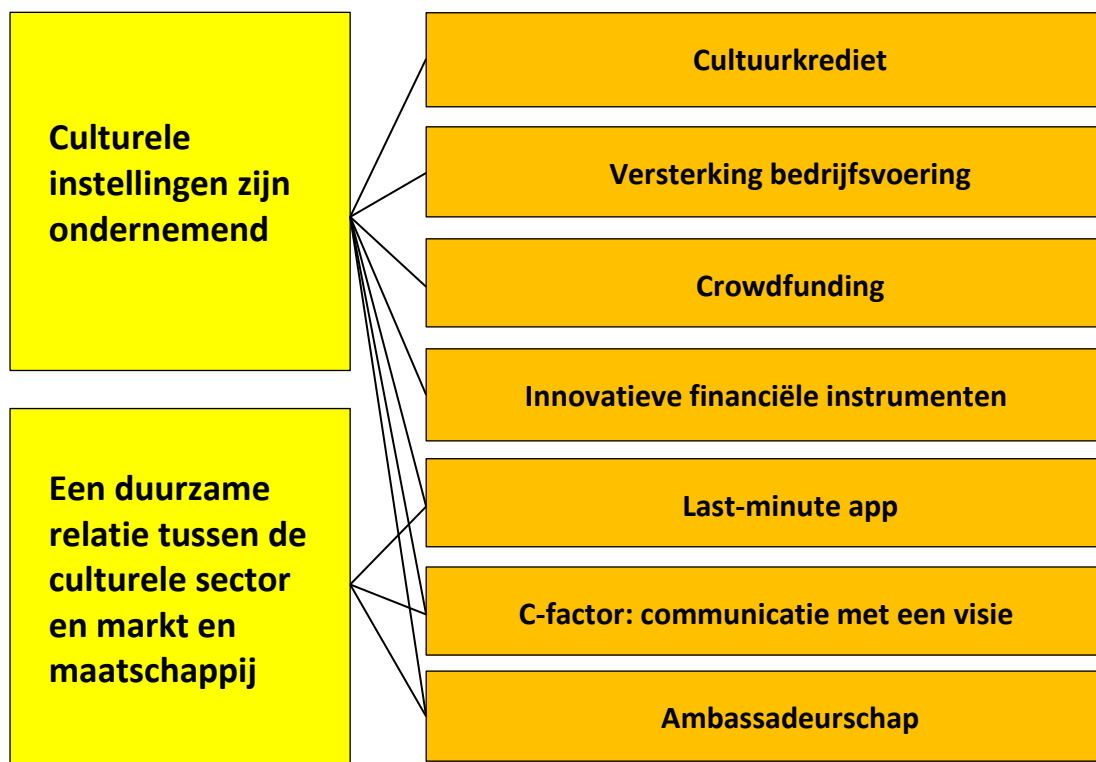 Culturele
instellingen zijn
ondernemend
Een duurzame
relatie tussen de
culturele sector
en markt en
maatschappij
Cultuurkrediet
Versterking bedrijfsvoering
Crowdfunding
Innovatieve financiële instrumenten
Last-minute app
C-factor: communicatie met een visie
Ambassadeurschap